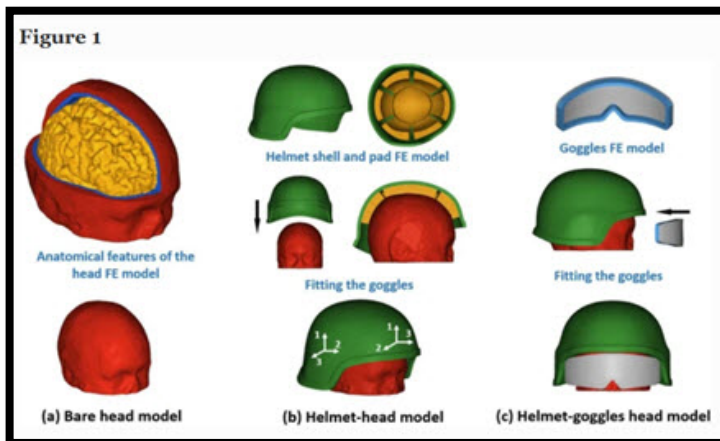 Figure 1
Helmet shell and pad FE model
Goggles FE model
Anatomical features of the
head FE model
Fitting the goggles
Fitting the goggles
1
2
3
1
3
2
(a) Bare head model
(b) Helmet-head model
(c) Helmet-goggles head model